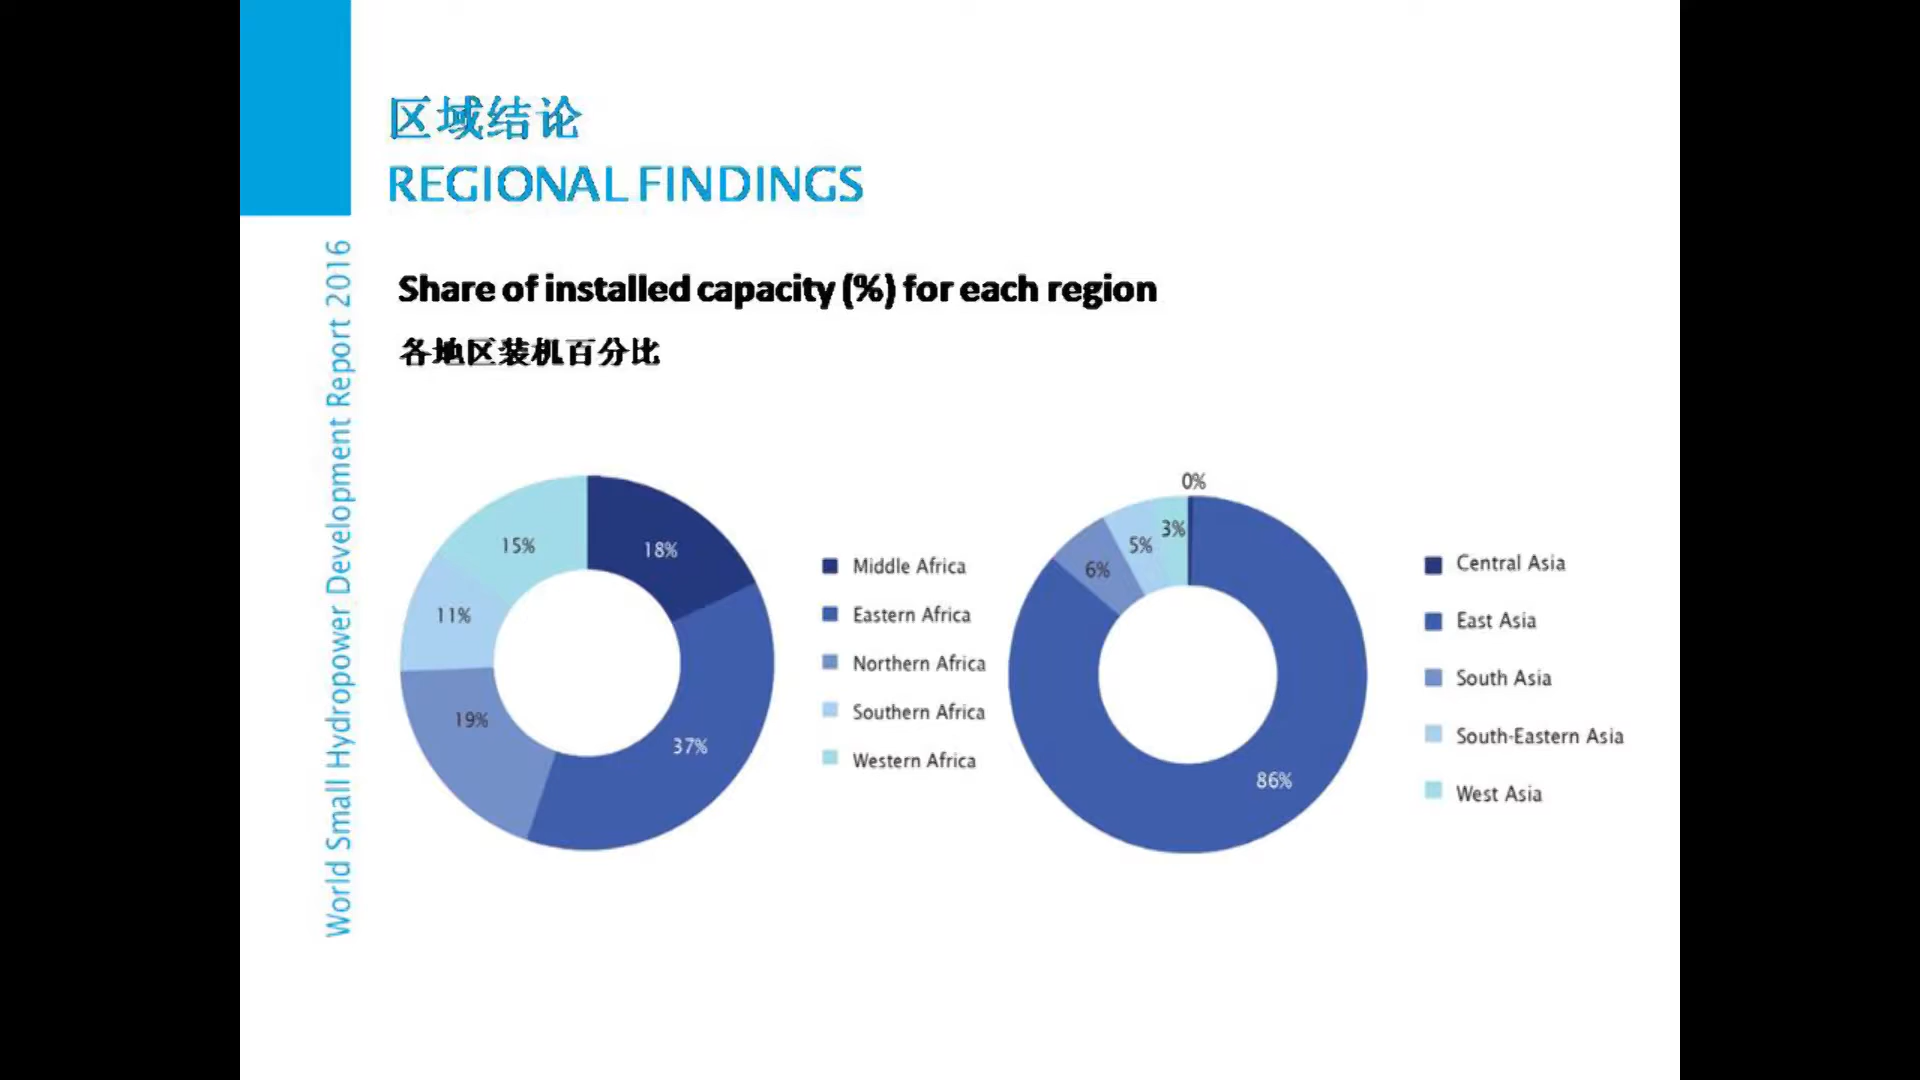 区域结论
REGIONAL FINDINGS
World Small Hydropower Development Report 2016
Share of installed capacity (%) for each region
各地区装机百分比
15%
18%
11%
19%
37%
Middle Africa
Eastern Africa
Northern Africa
Southern Africa
Western Africa
0%
3%
5%
6%
86%
Central Asia
East Asia
South Asia
South-Eastern Asia
West Asia